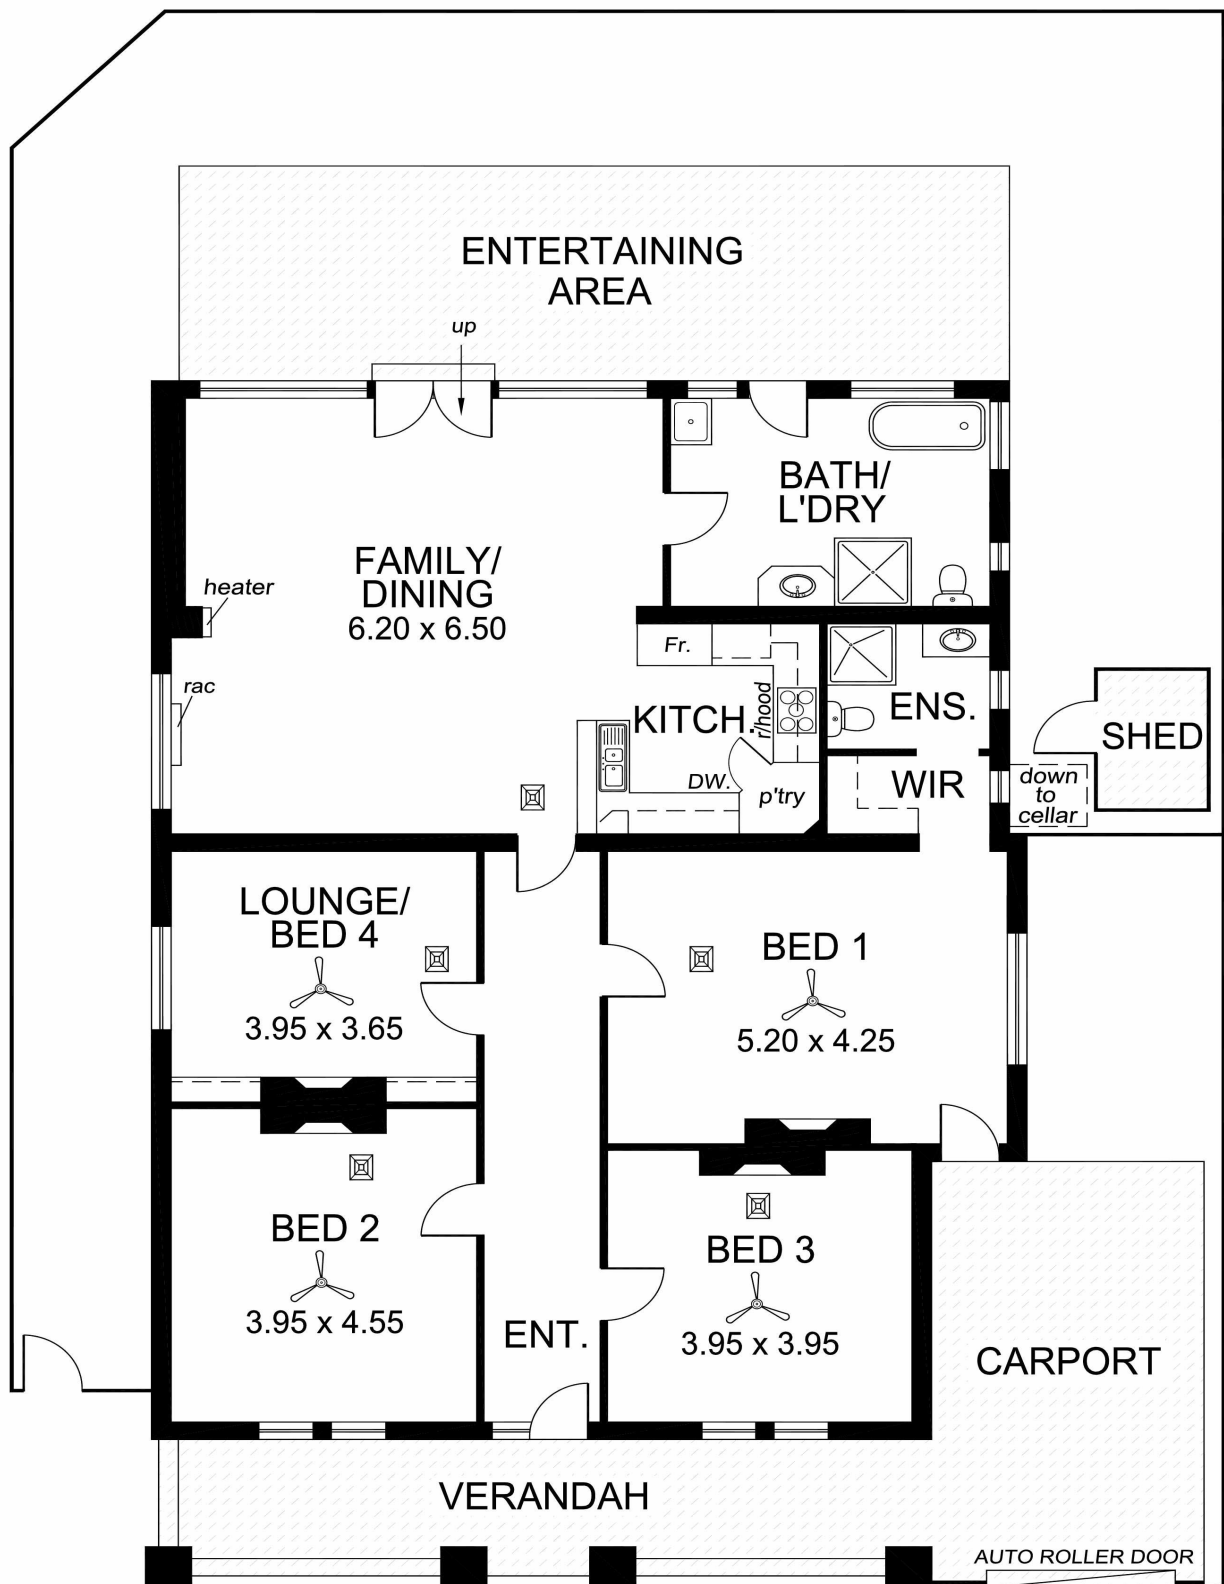 ENTERTAINING
AREA
up
BATH/
L'DRY
FAMILY/
DINING
6.20 x 6.50
heater
Fr.
rac
r/hood
KITCH.
ENS.
SHED
DW.
p'try
WIR
down
to
cellar
LOUNGE/
BED 4
3.95 x 3.65
BED 1
5.20 x 4.25
BED 2
3.95 x 4.55
BED 3
3.95 x 3.95
ENT.
CARPORT
VERANDAH
AUTO ROLLER DOOR